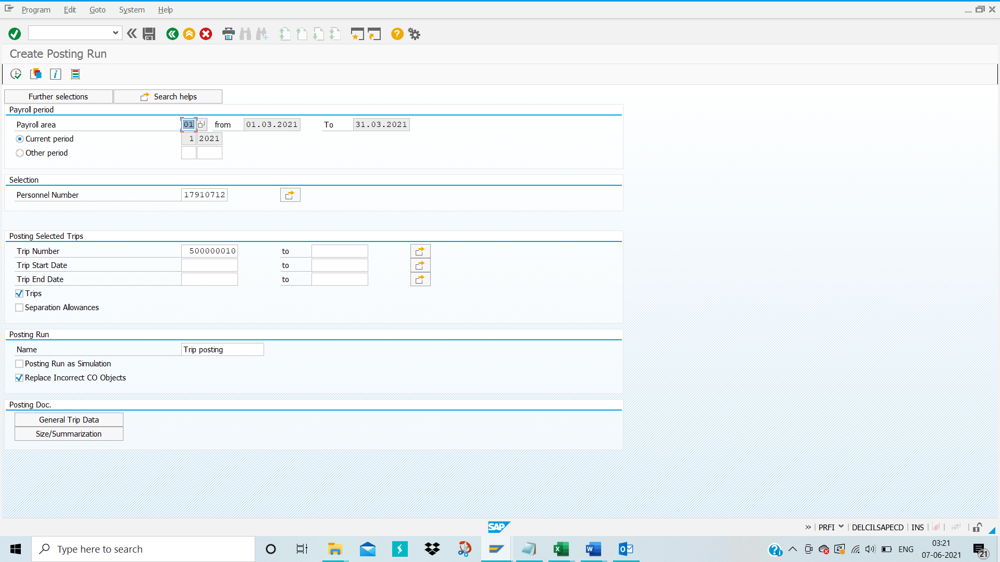 Program Edit Goto System Help
Create Posting Run
Further selections Search helps
Payroll period
Payroll area 01 from 01.03.2021 To 31.03.2021
Current period 1 2021
Other period
Selection
Personnel Number 17910712
Posting Selected Trips
Trip Number 500000010 to
Trip Start Date to
Trip End Date to
Trips
Separation Allowances
Posting Run
Name Trip posting
Posting Run as Simulation
Replace Incorrect CO Objects
Posting Doc.
General Trip Data
Size/Summarization
SAP PRFI DELCILSAPECD INS
Type here to search ENG 03:21
07-06-2021 21